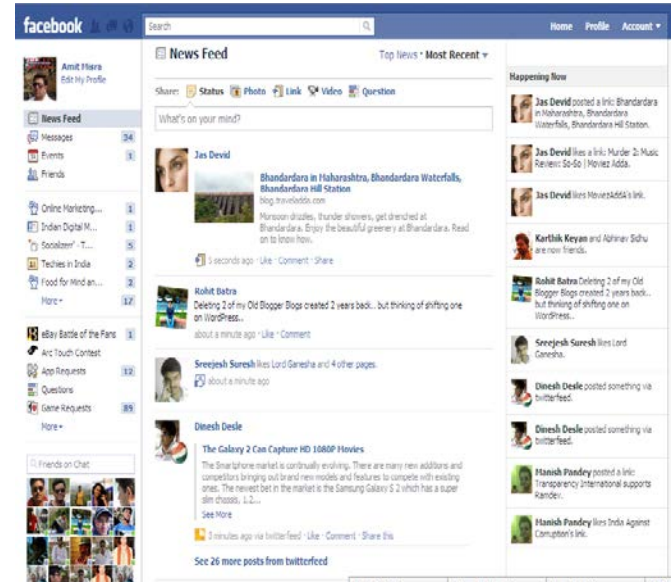 facebook
Search
Home Profile Account
Amit Misra
Edit My Profile
News Feed
Messages 34
Events 1
Friends
Online Marketing... 1
Indian Digital M... 1
Socializerr' - T... 5
Techies in India 2
Food for Mind an... 2
More 17
eBay Battle of the Fans 1
Arc Touch Contest
App Requests 12
Questions
Game Requests 89
More
Friends on Chat
News Feed
Top News · Most Recent
Share: Status Photo Link Video Question
What's on your mind?
Jas Devid
Bhandardara in Maharashtra, Bhandardara Waterfalls,
Bhandardara Hill Station
blog.traveladda.com
Monsoon drizzles, thunder showers, get drenched at
Bhandardara. Enjoy the beautiful greenery at Bhandardara. Read
on to know how.
5 seconds ago · Like · Comment · Share
Rohit Batra
Deleting 2 of my Old Blogger Blogs created 2 years back.. but thinking of shifting one
on WordPress..
about a minute ago · Like · Comment
Sreejesh Suresh likes Lord Ganesha and 4 other pages.
about a minute ago
Dinesh Desle
The Galaxy 2 Can Capture HD 1080P Movies
The Smartphone market is continually evolving. There are many new additions and
competitors bringing out brand new models and features to compete with existing
ones. The newest bet in the market is the Samsung Galaxy S 2 which has a super
slim chassis, 1.2...
See More
3 minutes ago via twitterfeed · Like · Comment · Share this
See 26 more posts from twitterfeed
Happening Now
Jas Devid posted a link: Bhandardara
in Maharashtra, Bhandardara
Waterfalls, Bhandardara Hill Station.
Jas Devid likes a link: Murder 2: Music
Review: So-So | Moviez Adda.
Jas Devid likes MoviezAddA's link.
Karthik Keyan and Abhinav Sidhu
are now friends.
Rohit Batra Deleting 2 of my Old
Blogger Blogs created 2 years back..
but thinking of shifting one on
WordPress..
Sreejesh Suresh likes Lord
Ganesha.
Dinesh Desle posted something via
twitterfeed.
Dinesh Desle posted something via
twitterfeed.
Manish Pandey posted a link:
Transparency International supports
Ramdev.
Manish Pandey likes India Against
Corruption's link.